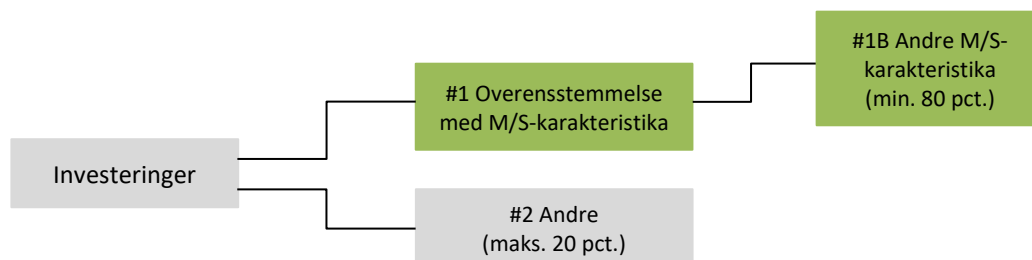 #1B Andre M/S-
karakteristika
(min. 80 pct.)
#1 Overensstemmelse
med M/S-karakteristika
Investeringer
#2 Andre
(maks. 20 pct.)